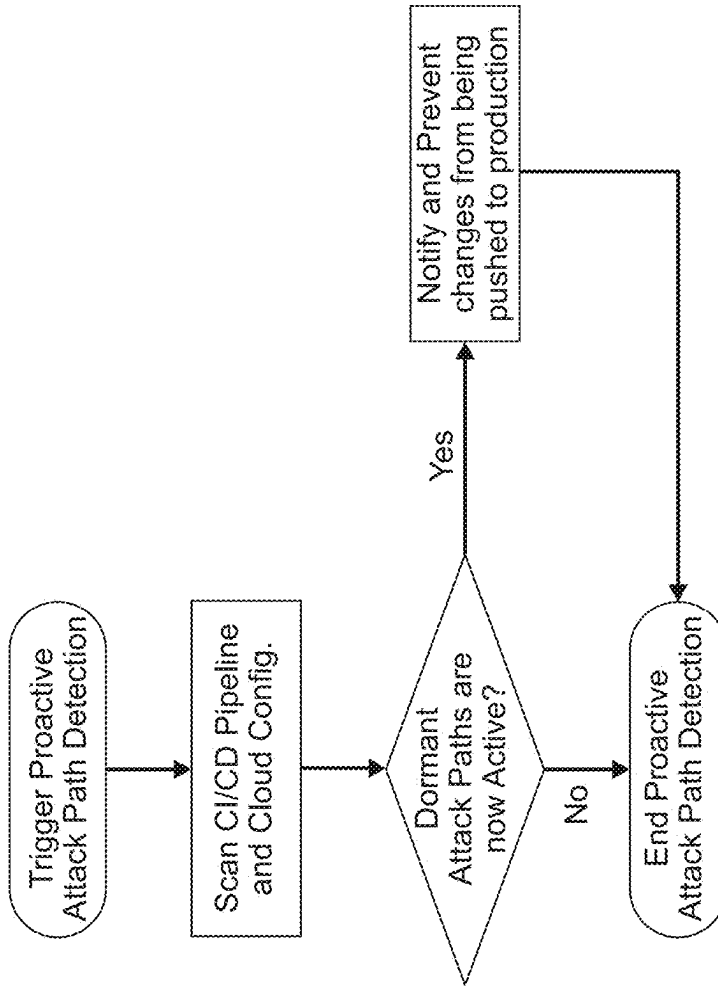 Trigger Proactive
Attack Path Detection
Scan CI/CD Pipeline
and Cloud Config.
Dormant
Attack Paths are
now Active?
Yes
Notify and Prevent
changes from being
pushed to production
No
End Proactive
Attack Path Detection